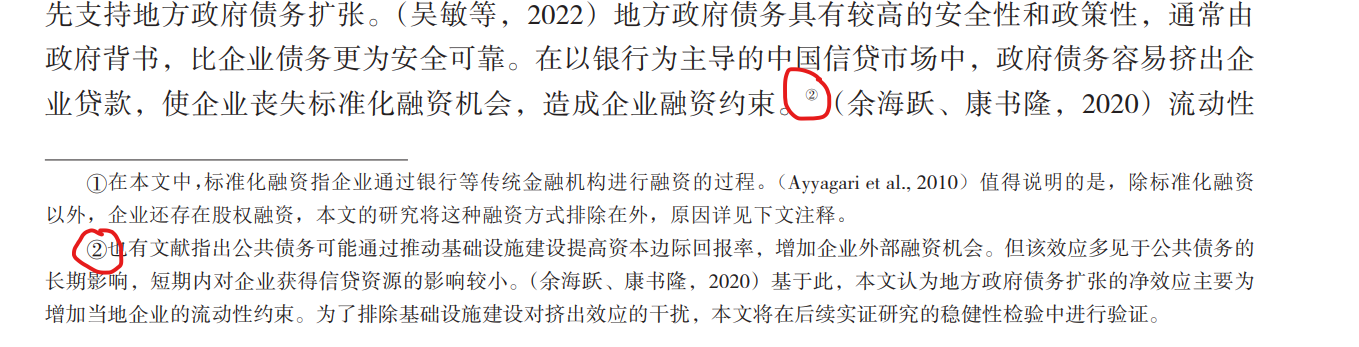 先支持地方政府债务扩张。（吴敏等，2022）地方政府债务具有较高的安全性和政策性，通常由
政府背书，比企业债务更为安全可靠。在以银行为主导的中国信贷市场中，政府债务容易挤出企
业贷款，使企业丧失标准化融资机会，造成企业融资约束。②（余海跃、康书隆，2020）流动性
①在本文中，标准化融资指企业通过银行等传统金融机构进行融资的过程。（Ayyagari et al., 2010）值得说明的是，除标准化融资
以外，企业还存在股权融资，本文的研究将这种融资方式排除在外，原因详见下文注释。
②也有文献指出公共债务可能通过推动基础设施建设提高资本边际回报率，增加企业外部融资机会。但该效应多见于公共债务的
长期影响，短期内对企业获得信贷资源的影响较小。（余海跃、康书隆，2020）基于此，本文认为地方政府债务扩张的净效应主要为
增加当地企业的流动性约束。为了排除基础设施建设对挤出效应的干扰，本文将在后续实证研究的稳健性检验中进行验证。